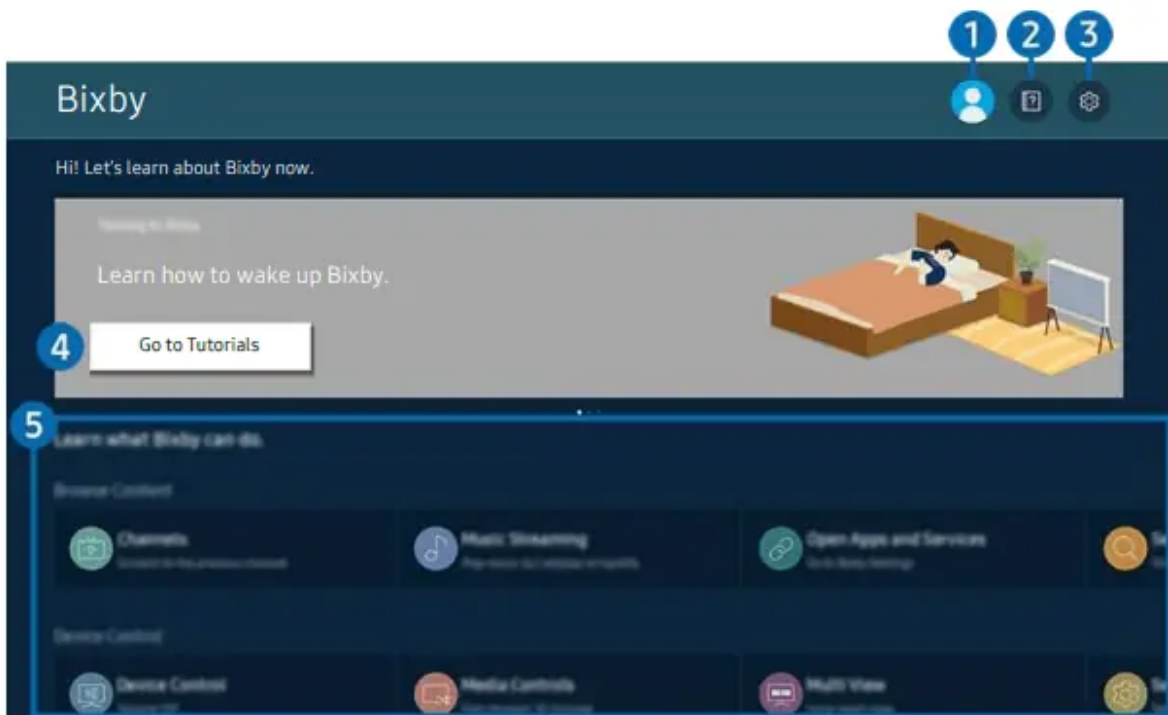 1 2 3
Bixby
Hi! Let's learn about Bixby now.
Learn how to wake up Bixby.
4
Go to Tutorials
5
Learn what Bixby can do.
Browse Content
Channels
Music Streaming
Open Apps and Services
Device Control
Device Control
Media Controls
Multi View